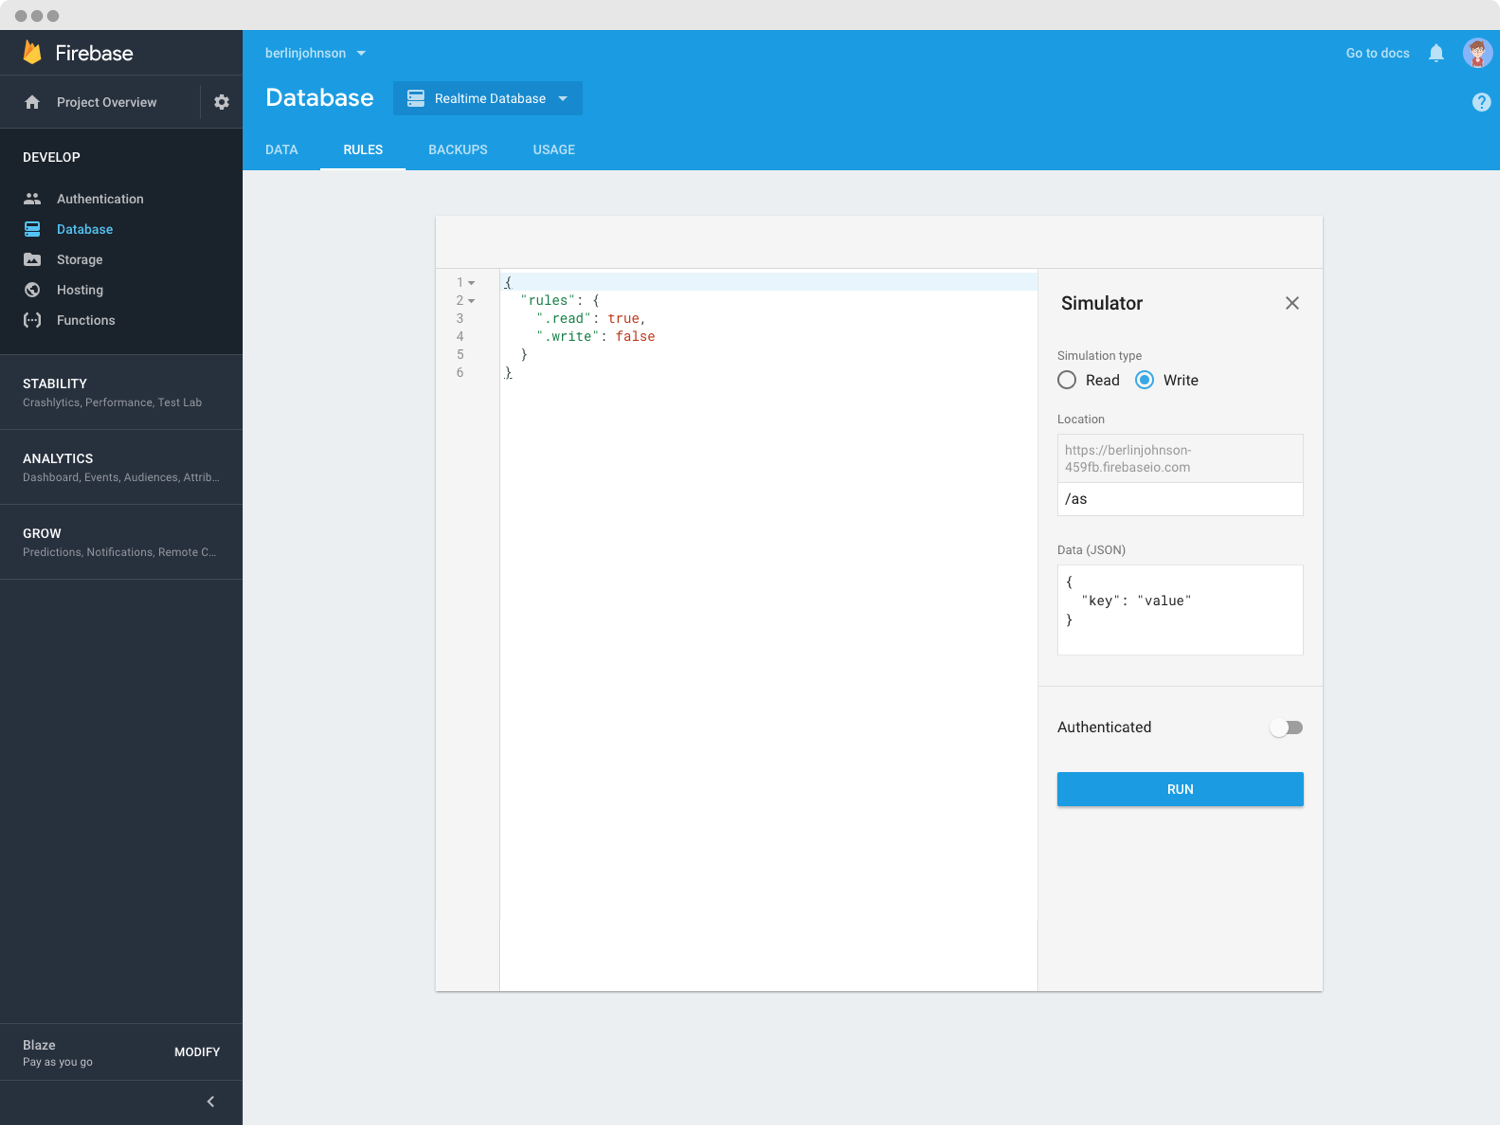 Firebase
Project Overview
DEVELOP
Authentication
Database
Storage
Hosting
Functions
STABILITY
Crashlytics, Performance, Test Lab
ANALYTICS
Dashboard, Events, Audiences, Attrib...
GROW
Predictions, Notifications, Remote C...
Blaze
Pay as you go
MODIFY
berlinjohnson
Go to docs
Database
Realtime Database
?
DATA
RULES
BACKUPS
USAGE
1 {
2 "rules": {
3 ".read": true,
4 ".write": false
5 }
6 }
Simulator
Simulation type
Read
Write
Location
https://berlinjohnson-
459fb.firebaseio.com
/as
Data (JSON)
{
"key": "value"
}
Authenticated
RUN